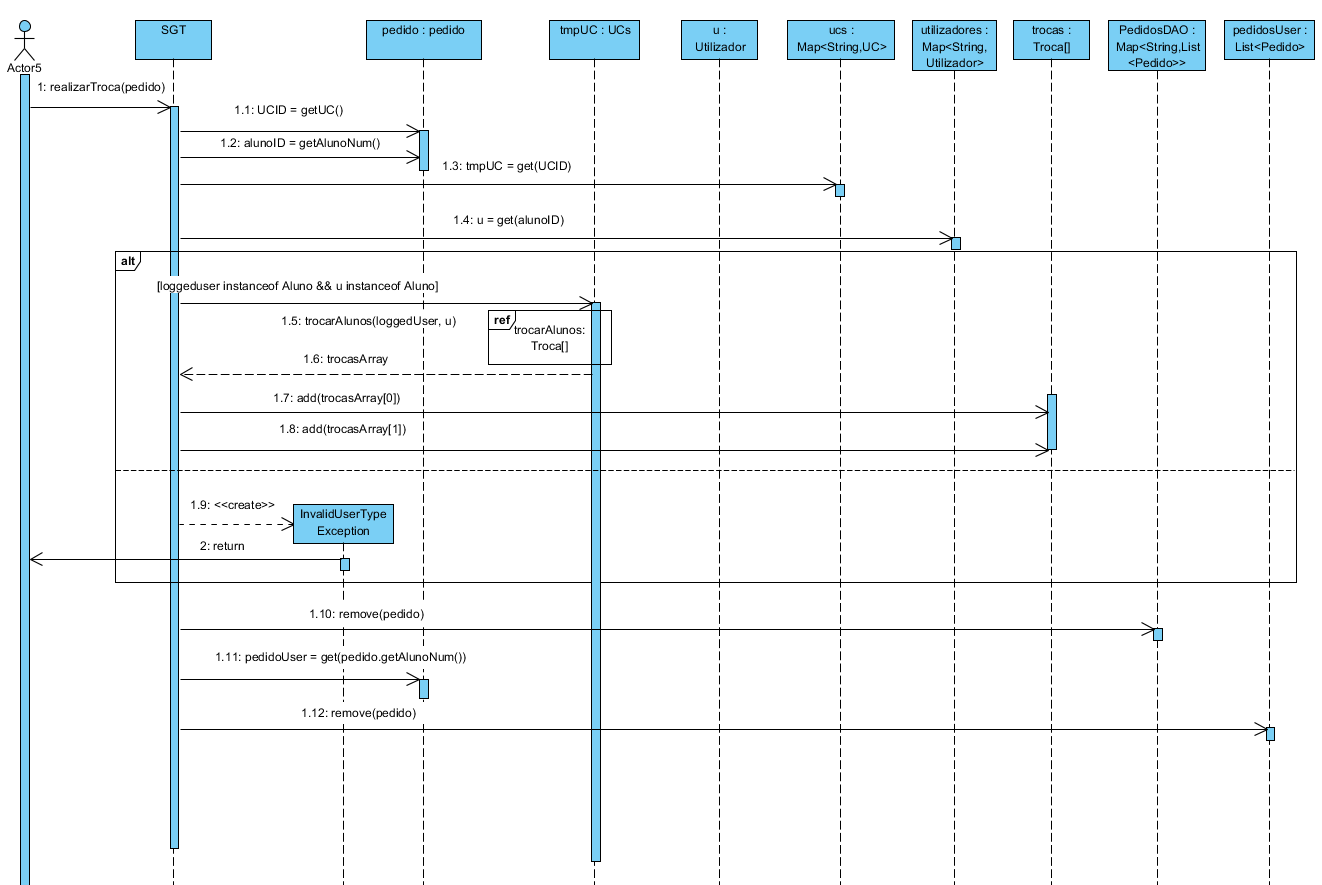 SGT
pedido : pedido
tmpUC : UCs
u :
Utilizador
ucs :
Map<String,UC>
utilizadores :
Map<String,
Utilizador>
trocas :
Troca[]
PedidosDAO :
Map<String,List
<Pedido>>
pedidosUser :
List<Pedido>
Actor5
1: realizarTroca(pedido)
1.1: UCID = getUC()
1.2: alunoID = getAlunoNum()
1.3: tmpUC = get(UCID)
1.4: u = get(alunoID)
alt
[loggeduser instanceof Aluno && u instanceof Aluno]
1.5: trocarAlunos(loggedUser, u)
ref
trocarAlunos:
Troca[]
1.6: trocasArray
1.7: add(trocasArray[0])
1.8: add(trocasArray[1])
1.9: <<create>>
InvalidUserType
Exception
2: return
1.10: remove(pedido)
1.11: pedidoUser = get(pedido.getAlunoNum())
1.12: remove(pedido)